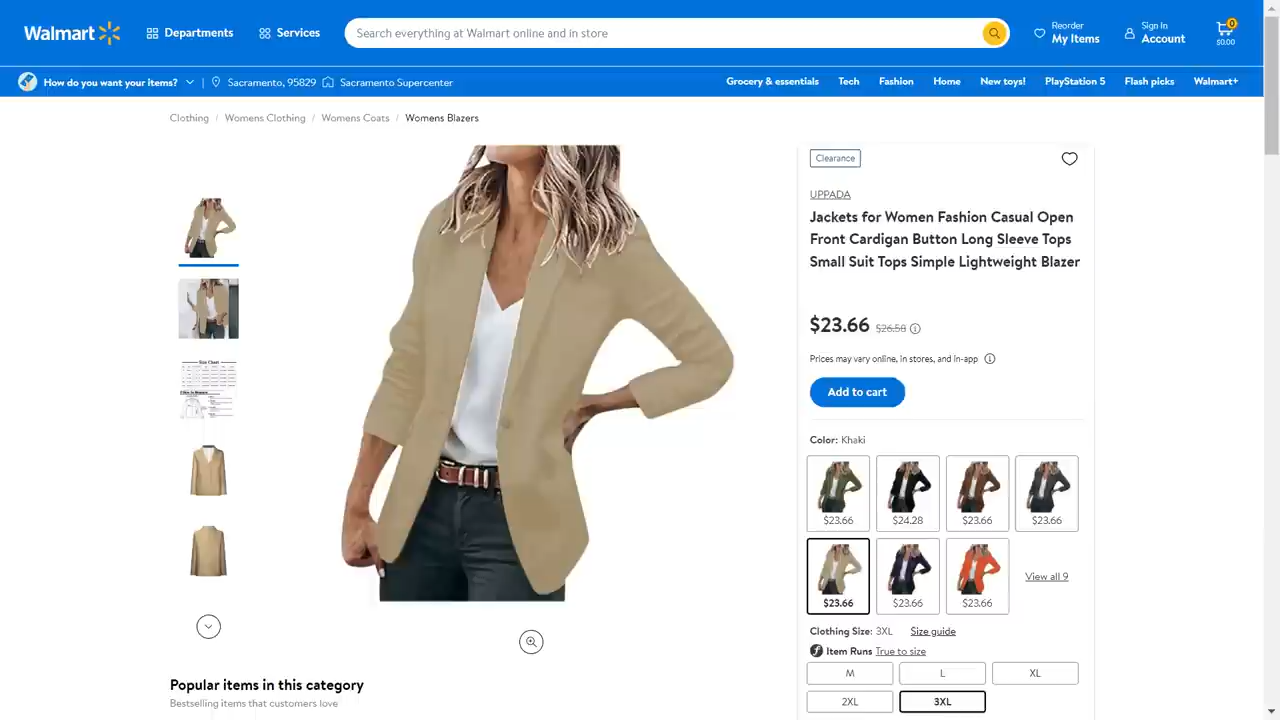 Walmart
Departments
Services
Search everything at Walmart online and in store
Reorder
My Items
Sign In
Account
0
$0.00
How do you want your items?
Sacramento, 95829
Sacramento Supercenter
Grocery & essentials
Tech
Fashion
Home
New toys!
PlayStation 5
Flash picks
Walmart+
Clothing / Womens Clothing / Womens Coats / Womens Blazers
Clearance
UPPADA
Jackets for Women Fashion Casual Open
Front Cardigan Button Long Sleeve Tops
Small Suit Tops Simple Lightweight Blazer
$23.66 $26.58
Prices may vary online, in stores, and in-app
Add to cart
Color: Khaki
$23.66
$24.28
$23.66
$23.66
$23.66
$23.66
$23.66
View all 9
Clothing Size: 3XL Size guide
Item Runs True to size
M
L
XL
2XL
3XL
Size Chart
Popular items in this category
Bestselling items that customers love